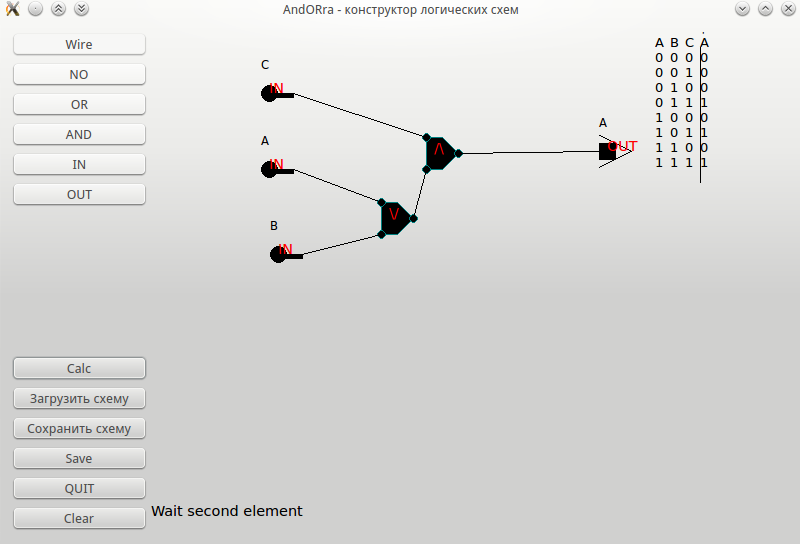 AndORra - конструктор логических схем
Wire
NO
OR
AND
IN
OUT
Calc
Загрузить схему
Сохранить схему
Save
QUIT
Clear
C
IN
A
IN
B
IN
Λ
V
A
OUT
A B C A
0 0 0 0
0 0 1 0
0 1 0 0
0 1 1 1
1 0 0 0
1 0 1 1
1 1 0 0
1 1 1 1
Wait second element